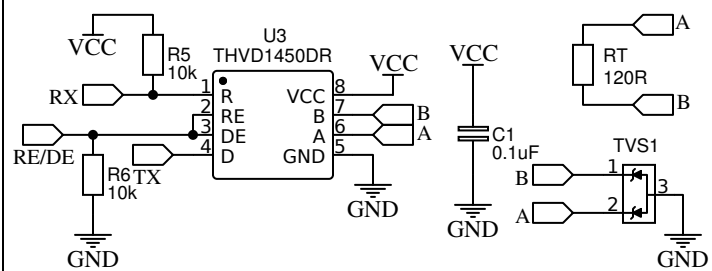 U3
THVD1450DR
VCC
R5
10k
RX
1 R
2 RE
3 DE
4 D
VCC 8
B 7
A 6
GND 5
VCC
B
A
RE/DE
R6
10k
TX
GND
GND
VCC
C1
0.1uF
GND
A
RT
120R
B
TVS1
B
1
A
2
3
GND